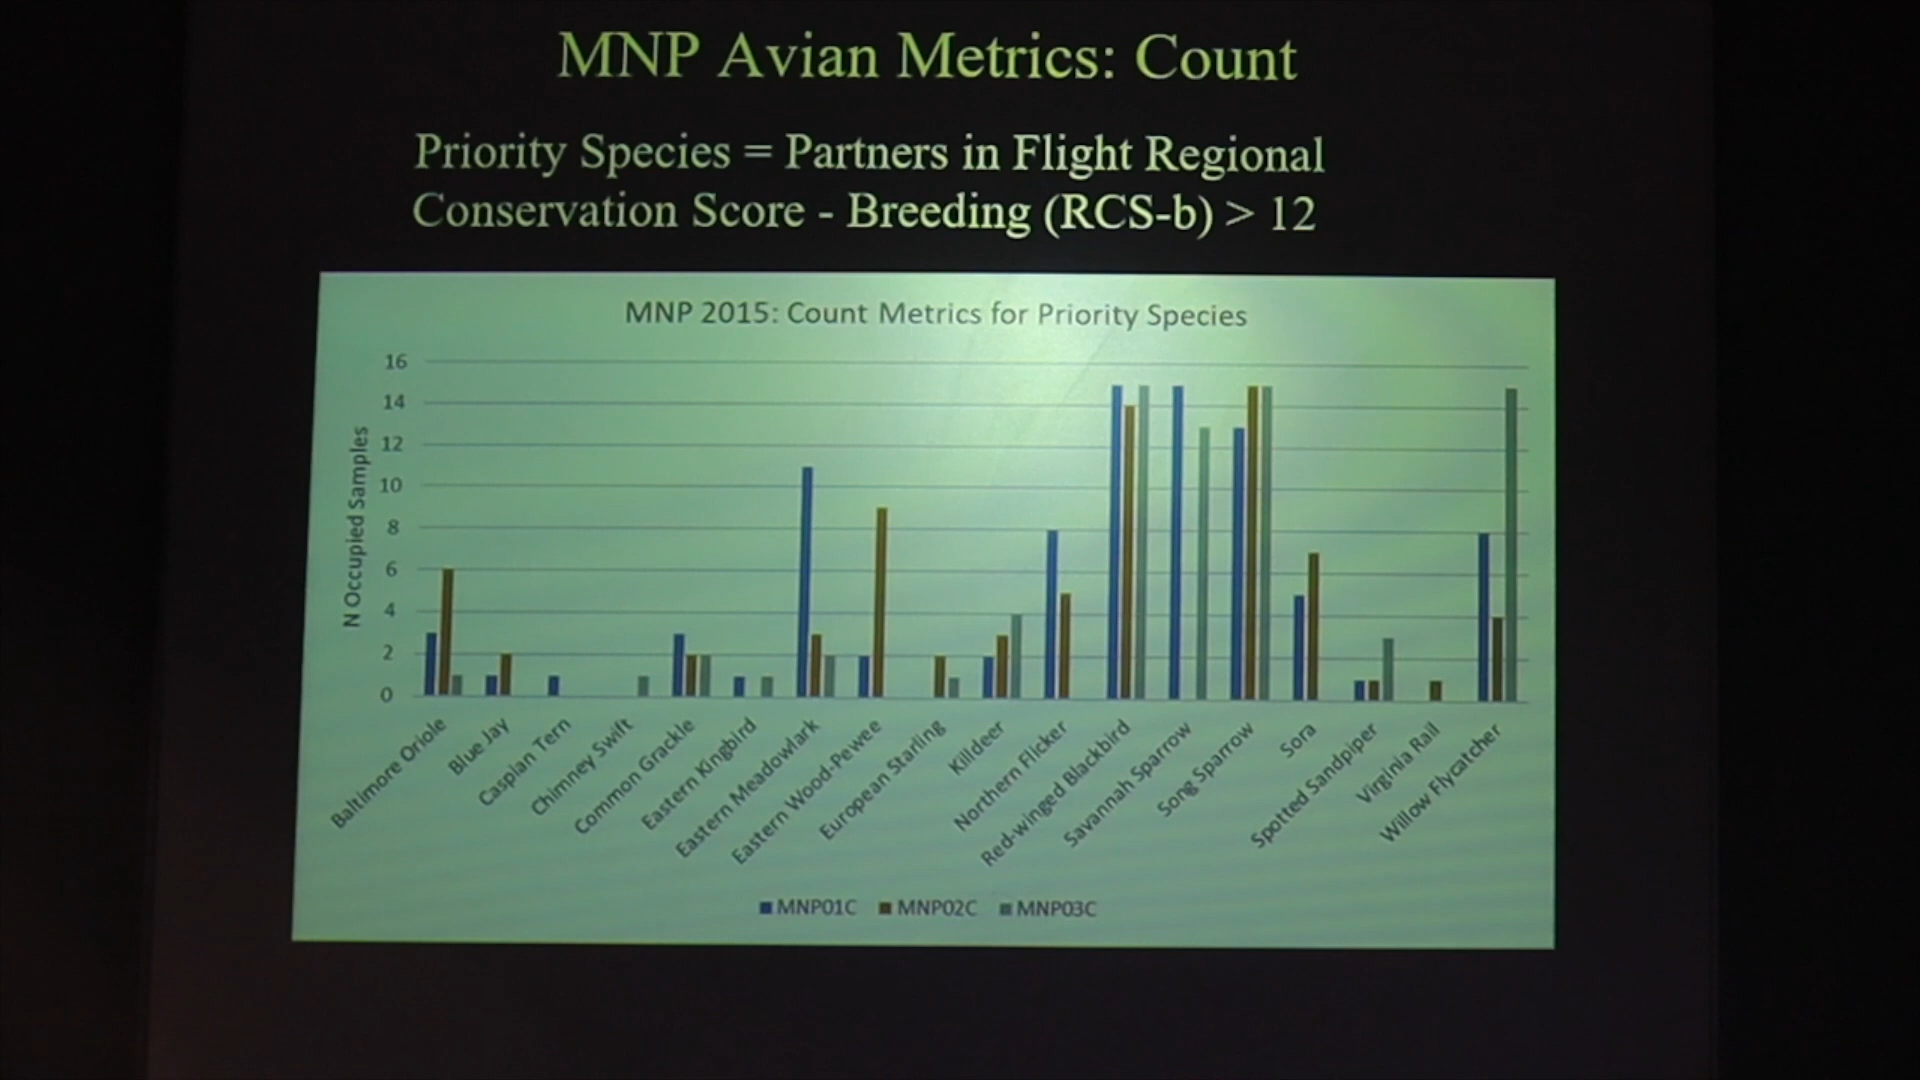 MNP Avian Metrics: Count
Priority Species = Partners in Flight Regional
Conservation Score - Breeding (RCS-b) > 12
MNP 2015: Count Metrics for Priority Species
N Occupied Samples
16
14
12
10
8
6
4
2
0
Baltimore Oriole
Blue Jay
Caspian Tern
Chimney Swift
Common Grackle
Eastern Kingbird
Eastern Meadowlark
Eastern Wood-Pewee
European Starling
Killdeer
Northern Flicker
Red-winged Blackbird
Savannah Sparrow
Song Sparrow
Sora
Spotted Sandpiper
Virginia Rail
Willow Flycatcher
MNP01C MNP02C MNP03C